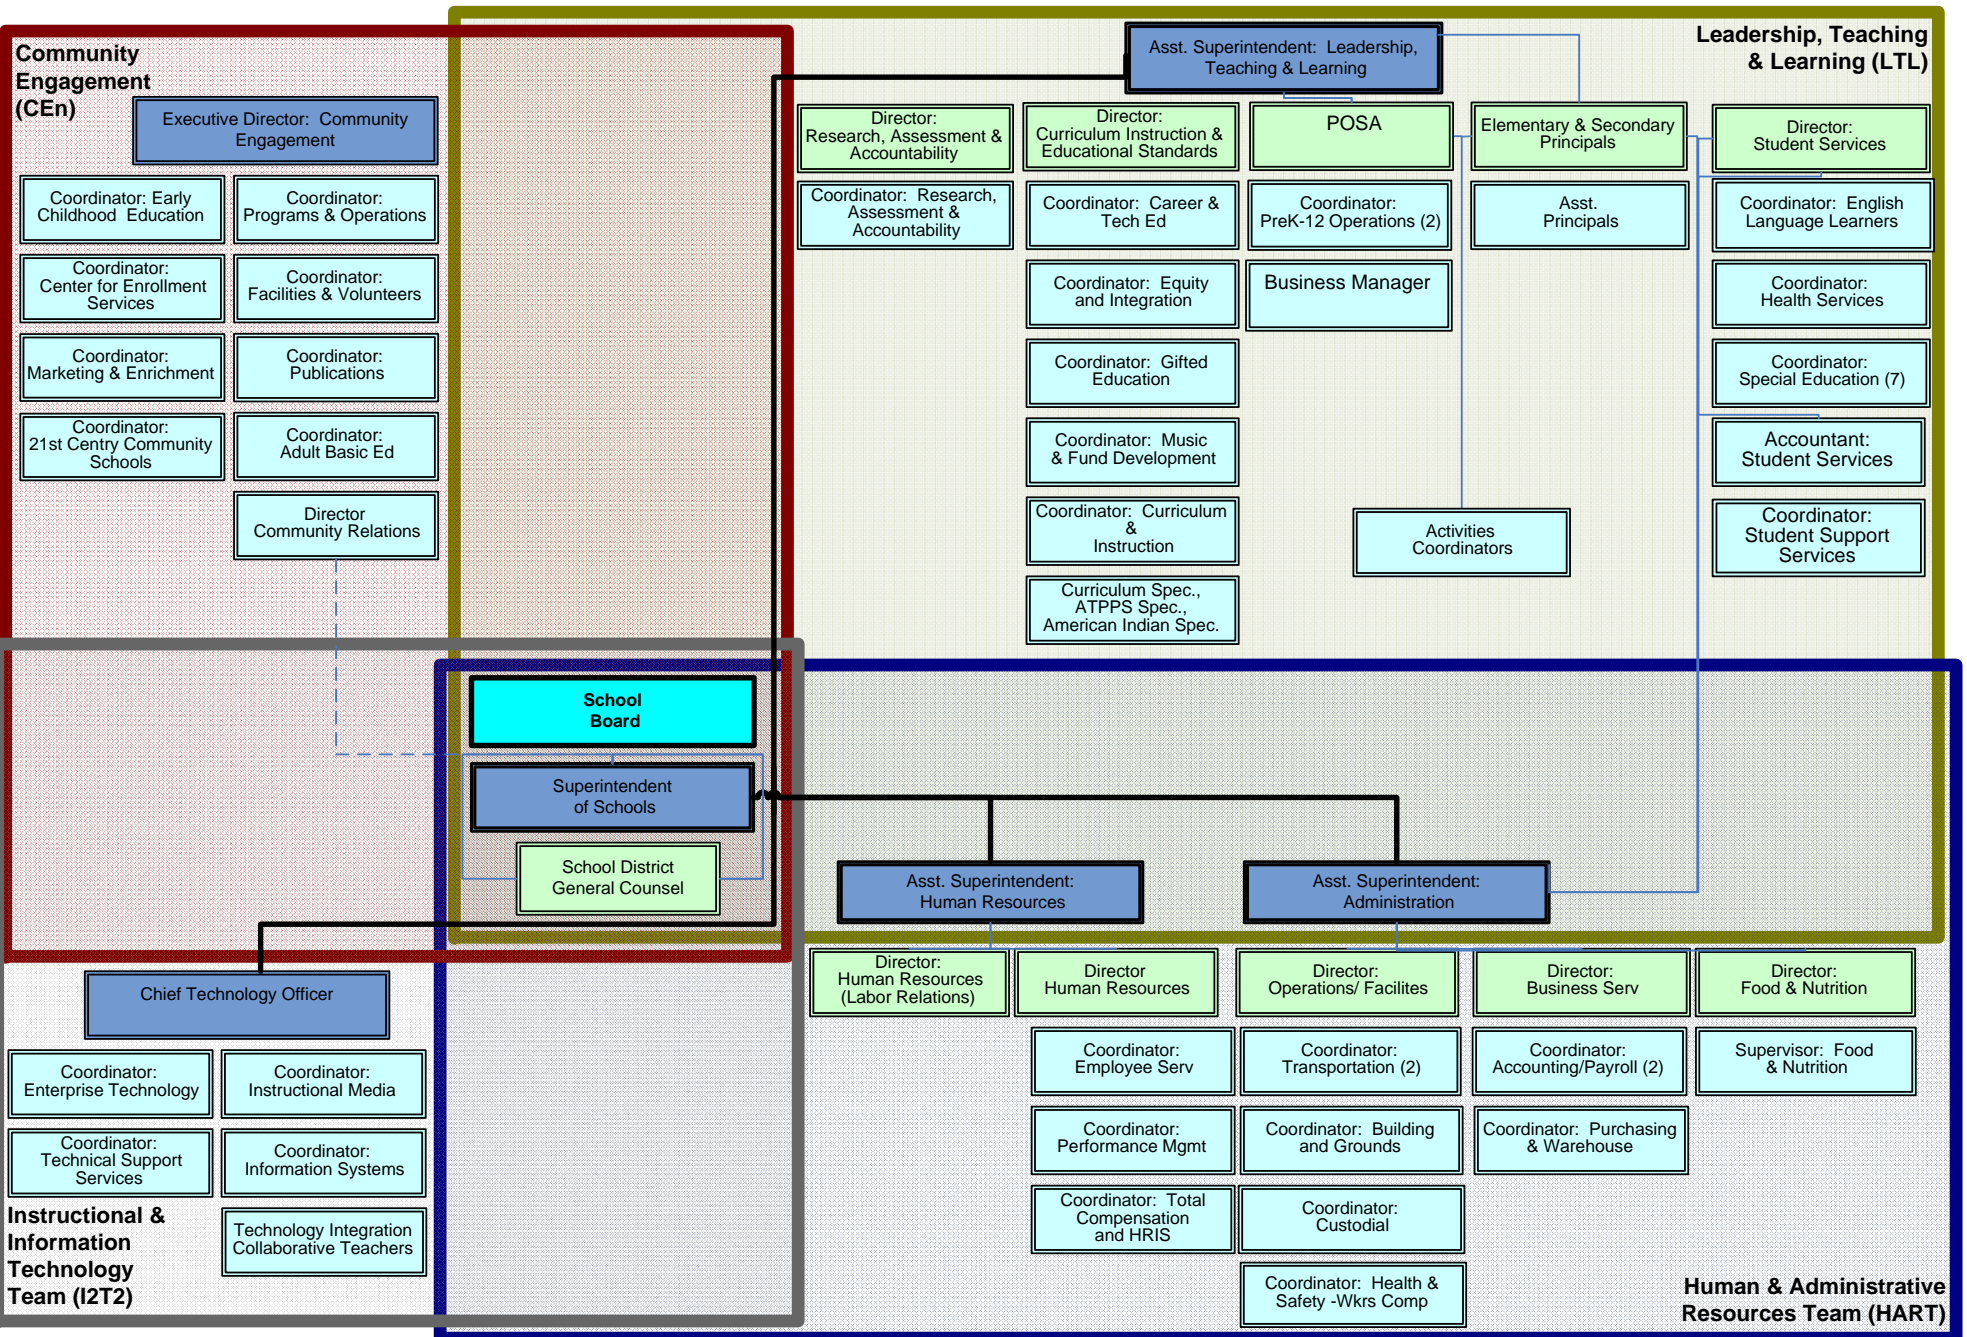 Community
Engagement
(CEn)
Executive Director:  Community
Engagement
Coordinator: Early
Childhood  Education
Coordinator:
Programs & Operations
Coordinator:
Center for Enrollment
Services
Coordinator:
Facilities & Volunteers
Coordinator:
Marketing & Enrichment
Coordinator:
Publications
Coordinator:
21st Centry Community
Schools
Coordinator:
Adult Basic Ed
Director
Community Relations
Leadership, Teaching
& Learning (LTL)
Asst. Superintendent:  Leadership,
Teaching & Learning
Director:
Research, Assessment &
Accountability
Director:
Curriculum Instruction &
Educational Standards
POSA
Elementary & Secondary
Principals
Director:
Student Services
Coordinator:  Research,
Assessment &
Accountability
Coordinator:  Career &
Tech Ed
Coordinator:
PreK-12 Operations (2)
Asst.
Principals
Coordinator:  English
Language Learners
Coordinator:  Equity
and Integration
Business Manager
Coordinator:
Health Services
Coordinator:  Gifted
Education
Coordinator:
Special Education (7)
Coordinator:  Music
& Fund Development
Accountant:
Student Services
Coordinator:  Curriculum
&
Instruction
Activities
Coordinators
Coordinator:
Student Support
Services
Curriculum Spec.,
ATPPS Spec.,
American Indian Spec.
School
Board
Superintendent
of Schools
School District
General Counsel
Asst. Superintendent:
Human Resources
Asst. Superintendent:
Administration
Director:
Human Resources
(Labor Relations)
Director
Human Resources
Director:
Operations/ Facilites
Director:
Business Serv
Director:
Food & Nutrition
Coordinator:
Employee Serv
Coordinator:
Transportation (2)
Coordinator:
Accounting/Payroll (2)
Supervisor:  Food
& Nutrition
Coordinator:
Performance Mgmt
Coordinator:  Building
and Grounds
Coordinator:  Purchasing
& Warehouse
Coordinator:  Total
Compensation
and HRIS
Coordinator:
Custodial
Coordinator:  Health &
Safety -Wkrs Comp
Human & Administrative
Resources Team (HART)
Chief Technology Officer
Coordinator:
Enterprise Technology
Coordinator:
Instructional Media
Coordinator:
Technical Support
Services
Coordinator:
Information Systems
Technology Integration
Collaborative Teachers
Instructional &
Information
Technology
Team (I2T2)